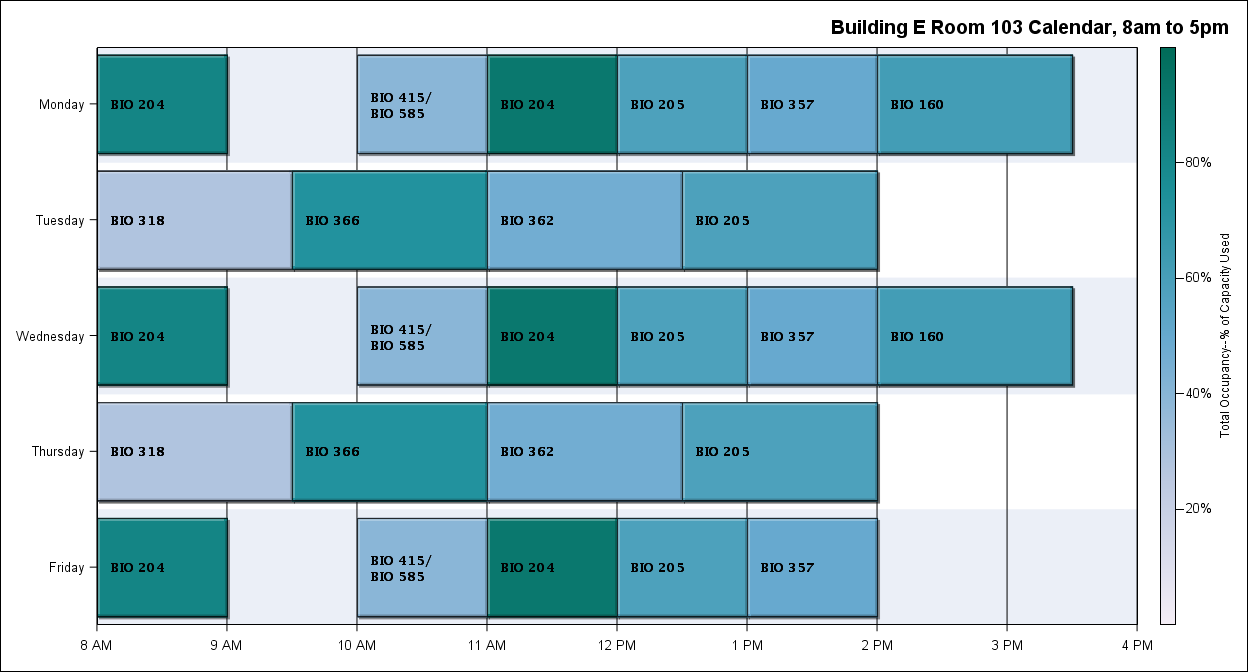 Building E Room 103 Calendar, 8am to 5pm
Monday
BIO 204
BIO 415/
BIO 585
BIO 204
BIO 205
BIO 357
BIO 160
Tuesday
BIO 318
BIO 366
BIO 362
BIO 205
Wednesday
BIO 204
BIO 415/
BIO 585
BIO 204
BIO 205
BIO 357
BIO 160
Thursday
BIO 318
BIO 366
BIO 362
BIO 205
Friday
BIO 204
BIO 415/
BIO 585
BIO 204
BIO 205
BIO 357
8 AM
9 AM
10 AM
11 AM
12 PM
1 PM
2 PM
3 PM
4 PM
80%
60%
40%
20%
Total Occupancy--% of Capacity Used